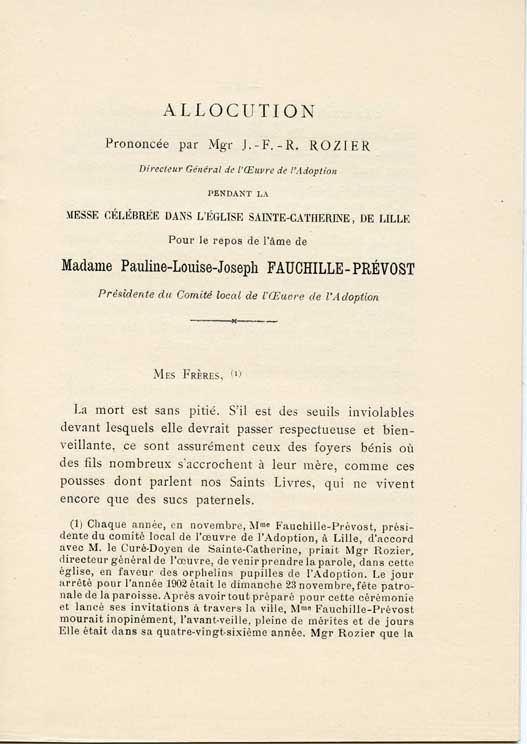 ALLOCUTION
Prononcée par Mgr J.-F.-R. ROZIER
Directeur Général de l'Œuvre de l'Adoption
PENDANT LA
MESSE CÉLÉBRÉE DANS L'ÉGLISE SAINTE-CATHERINE, DE LILLE
Pour le repos de l'âme de
Madame Pauline-Louise-Joseph FAUCHILLE-PRÉVOST
Présidente du Comité local de l'Œuvre de l'Adoption
MES FRÈRES, (1)
La mort est sans pitié. S'il est des seuils inviolables
devant lesquels elle devrait passer respectueuse et bien-
veillante, ce sont assurément ceux des foyers bénis où
des fils nombreux s'accrochent à leur mère, comme ces
pousses dont parlent nos Saints Livres, qui ne vivent
encore que des sucs paternels.
(1) Chaque année, en novembre, Mme Fauchille-Prévost, prési-
dente du comité local de l'œuvre de l'Adoption, à Lille, d'accord
avec M. le Curé-Doyen de Sainte-Catherine, priait Mgr Rozier,
directeur général de l'œuvre, de venir prendre la parole, dans cette
église, en faveur des orphelins pupilles de l'Adoption. Le jour
arrêté pour l'année 1902 était le dimanche 23 novembre, fête patro-
nale de la paroisse. Après avoir tout préparé pour cette cérémonie
et lancé ses invitations à travers la ville, Mme Fauchille-Prévost
mourait inopinément, l'avant-veille, pleine de mérites et de jours
Elle était dans sa quatre-vingt-sixième année. Mgr Rozier que la